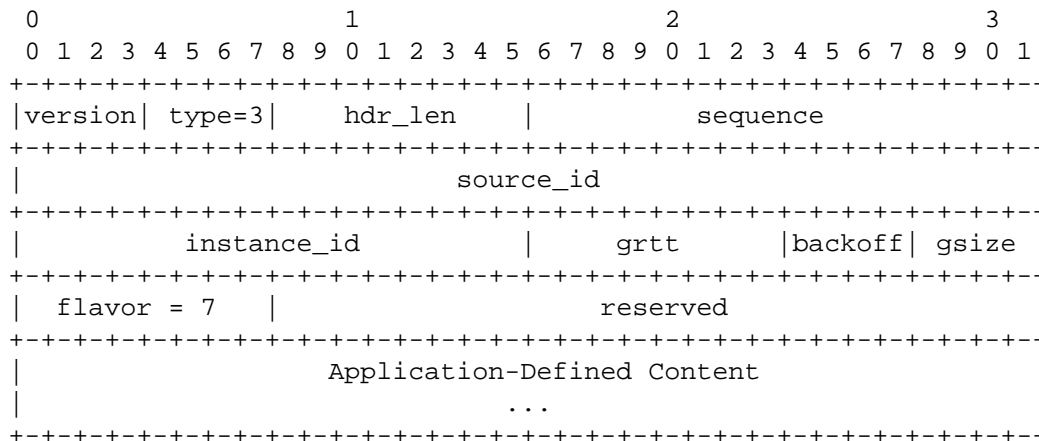 0                   1                   2                   3
 0 1 2 3 4 5 6 7 8 9 0 1 2 3 4 5 6 7 8 9 0 1 2 3 4 5 6 7 8 9 0 1
+-+-+-+-+-+-+-+-+-+-+-+-+-+-+-+-+-+-+-+-+-+-+-+-+-+-+-+-+-+-+-+--
|version| type=3|    hdr_len    |          sequence
+-+-+-+-+-+-+-+-+-+-+-+-+-+-+-+-+-+-+-+-+-+-+-+-+-+-+-+-+-+-+-+--
|                           source_id
+-+-+-+-+-+-+-+-+-+-+-+-+-+-+-+-+-+-+-+-+-+-+-+-+-+-+-+-+-+-+-+--
|          instance_id          |     grtt      |backoff| gsize
+-+-+-+-+-+-+-+-+-+-+-+-+-+-+-+-+-+-+-+-+-+-+-+-+-+-+-+-+-+-+-+--
|  flavor = 7   |                    reserved
+-+-+-+-+-+-+-+-+-+-+-+-+-+-+-+-+-+-+-+-+-+-+-+-+-+-+-+-+-+-+-+--
|                   Application-Defined Content
|                              ...
+-+-+-+-+-+-+-+-+-+-+-+-+-+-+-+-+-+-+-+-+-+-+-+-+-+-+-+-+-+-+-+--